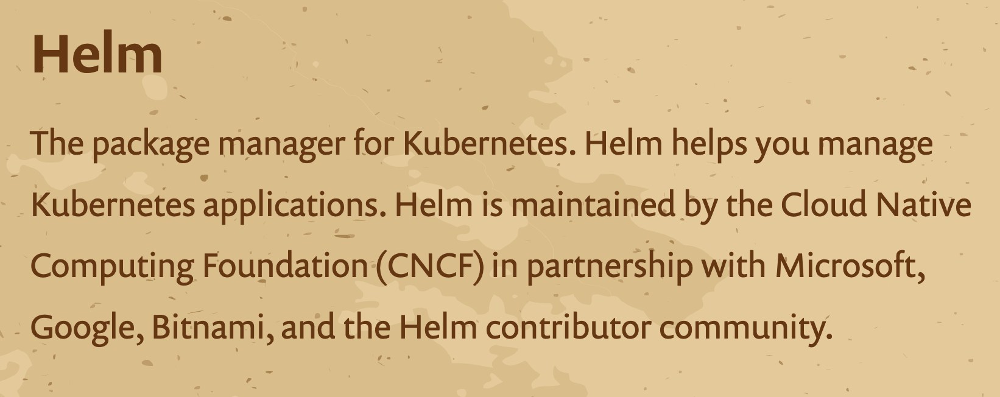 Helm
The package manager for Kubernetes. Helm helps you manage
Kubernetes applications. Helm is maintained by the Cloud Native
Computing Foundation (CNCF) in partnership with Microsoft,
Google, Bitnami, and the Helm contributor community.